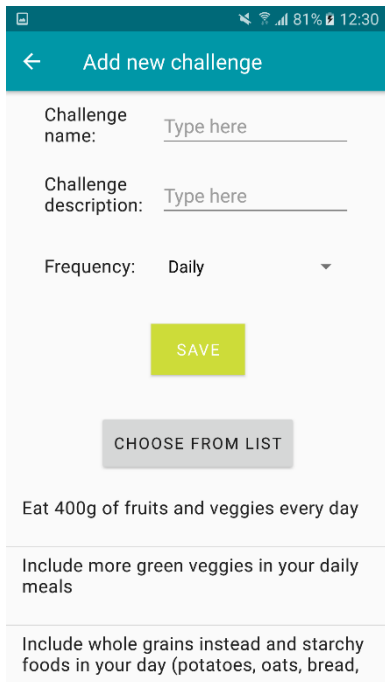 81% 12:30
Add new challenge
Challenge
name:
Type here
Challenge
description:
Type here
Frequency:
Daily
SAVE
CHOOSE FROM LIST
Eat 400g of fruits and veggies every day
Include more green veggies in your daily
meals
Include whole grains instead and starchy
foods in your day (potatoes, oats, bread,